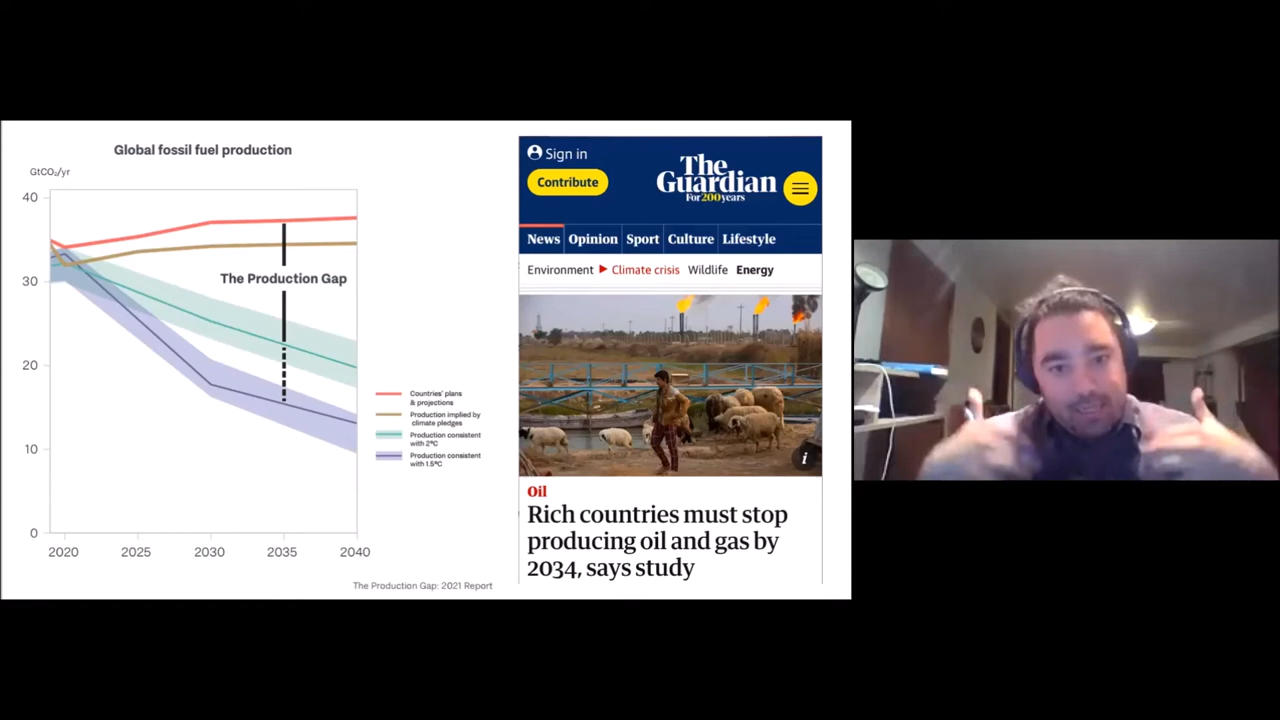 Global fossil fuel production
GtCO₂/yr
40
30
20
10
0
2020
2025
2030
2035
2040
The Production Gap
Countries' plans
& projections
Production implied by
climate pledges
Production consistent
with 2ºC
Production consistent
with 1.5ºC
The Production Gap: 2021 Report
Sign in
Contribute
The
Guardian
For 200 years
News Opinion Sport Culture Lifestyle
Environment ▶ Climate crisis Wildlife Energy
i
Oil
Rich countries must stop
producing oil and gas by
2034, says study